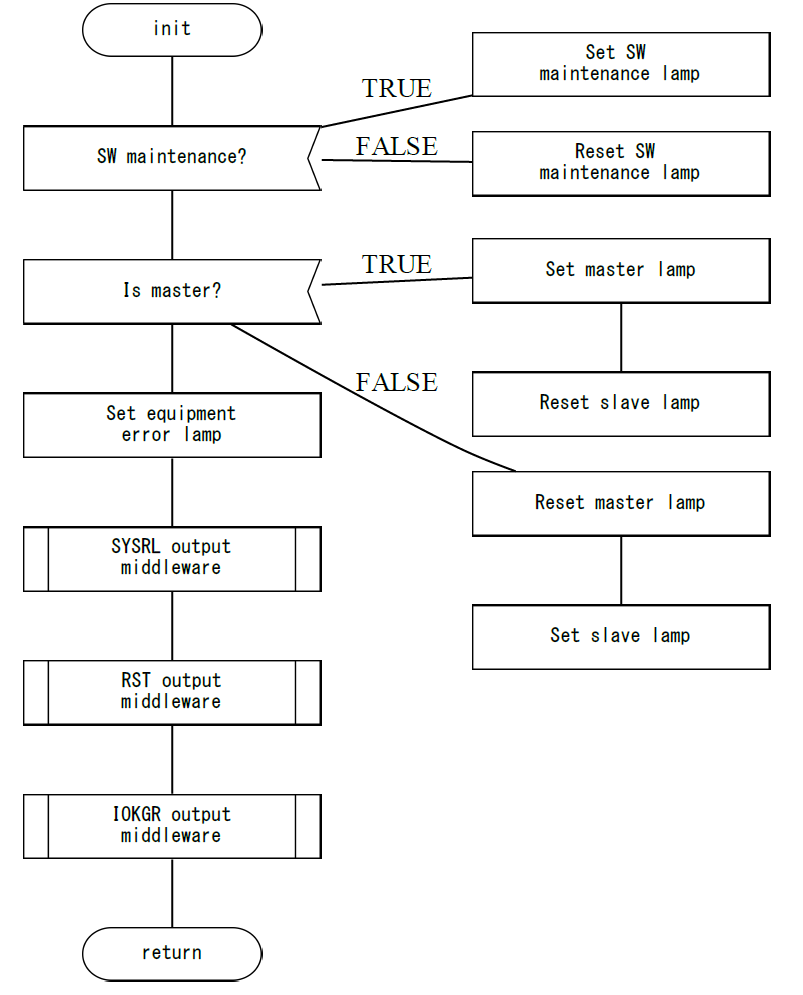 init
Set SW
maintenance lamp
TRUE
SW maintenance?
FALSE
Reset SW
maintenance lamp
Is master?
TRUE
Set master lamp
Reset slave lamp
FALSE
Set equipment
error lamp
Reset master lamp
SYSRL output
middleware
Set slave lamp
RST output
middleware
IOKGR output
middleware
return